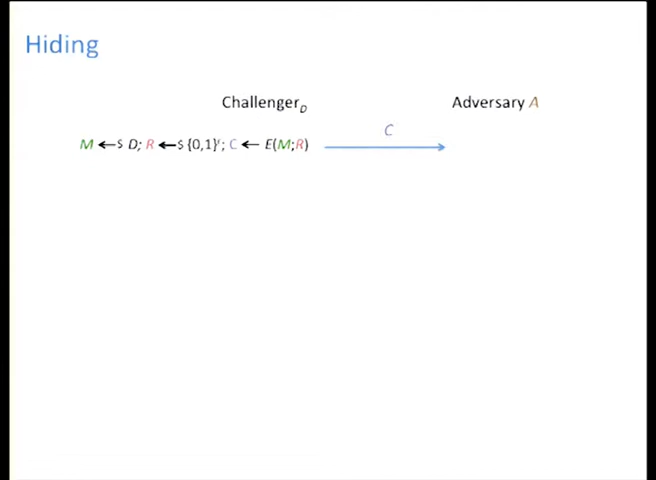 Hiding
Challenger_D Adversary A
M ←$ D; R ←$ {0,1}^r; C ← E(M;R)
C